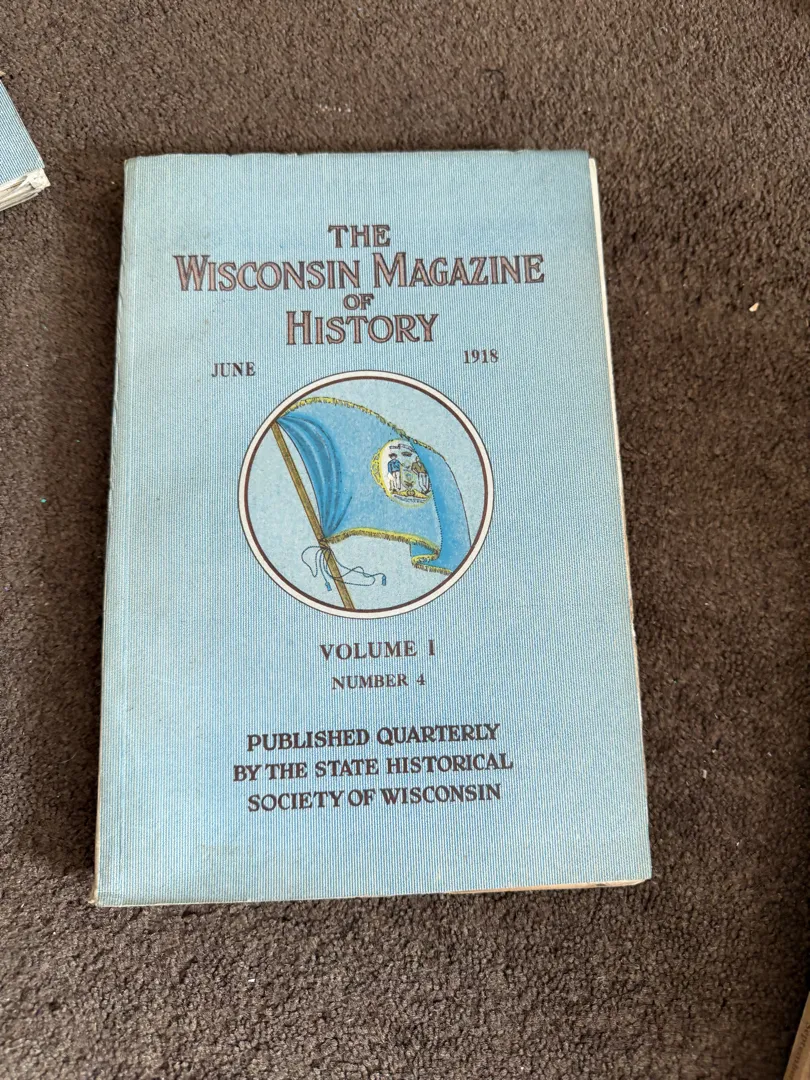 THE
WISCONSIN MAGAZINE
OF
HISTORY
JUNE 1918
VOLUME I
NUMBER 4
PUBLISHED QUARTERLY
BY THE STATE HISTORICAL
SOCIETY OF WISCONSIN